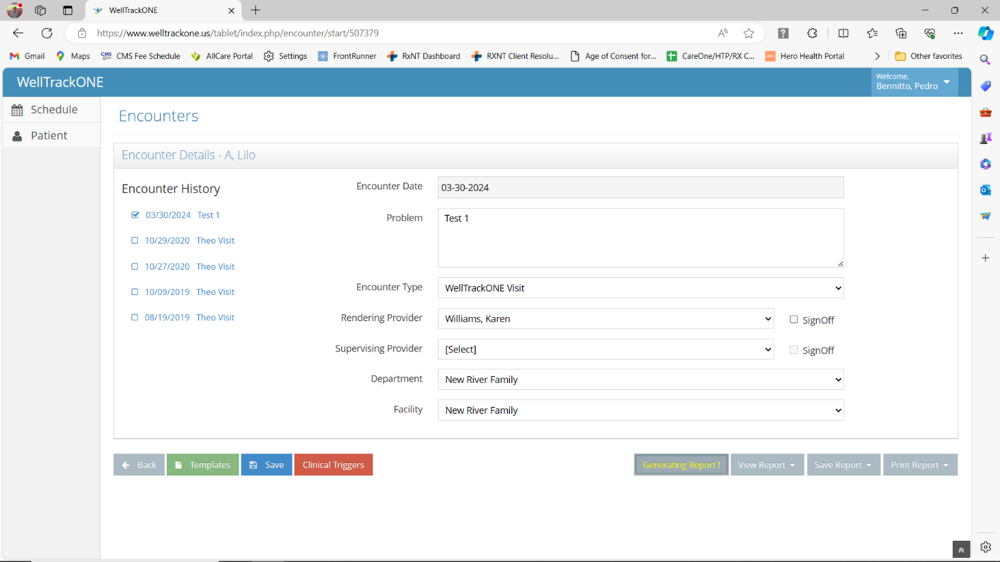 WellTrackONE
https://www.welltrackone.us/tablet/index.php/encounter/start/507379
Gmail Maps CMS.gov CMS Fee Schedule AllCare Portal Settings FrontRunner RxNT Dashboard RXNT Client Resolu... Age of Consent for... CareOne/HTP/RX C... HERO Hero Health Portal Other favorites
WellTrackONE
Welcome,
Bennitto, Pedro
Schedule
Patient
Encounters
Encounter Details - A, Lilo
Encounter History
03/30/2024 Test 1
10/29/2020 Theo Visit
10/27/2020 Theo Visit
10/09/2019 Theo Visit
08/19/2019 Theo Visit
Encounter Date 03-30-2024
Problem Test 1
Encounter Type WellTrackONE Visit
Rendering Provider Williams, Karen SignOff
Supervising Provider [Select] SignOff
Department New River Family
Facility New River Family
Back Templates Save Clinical Triggers Generating Report ! View Report Save Report Print Report